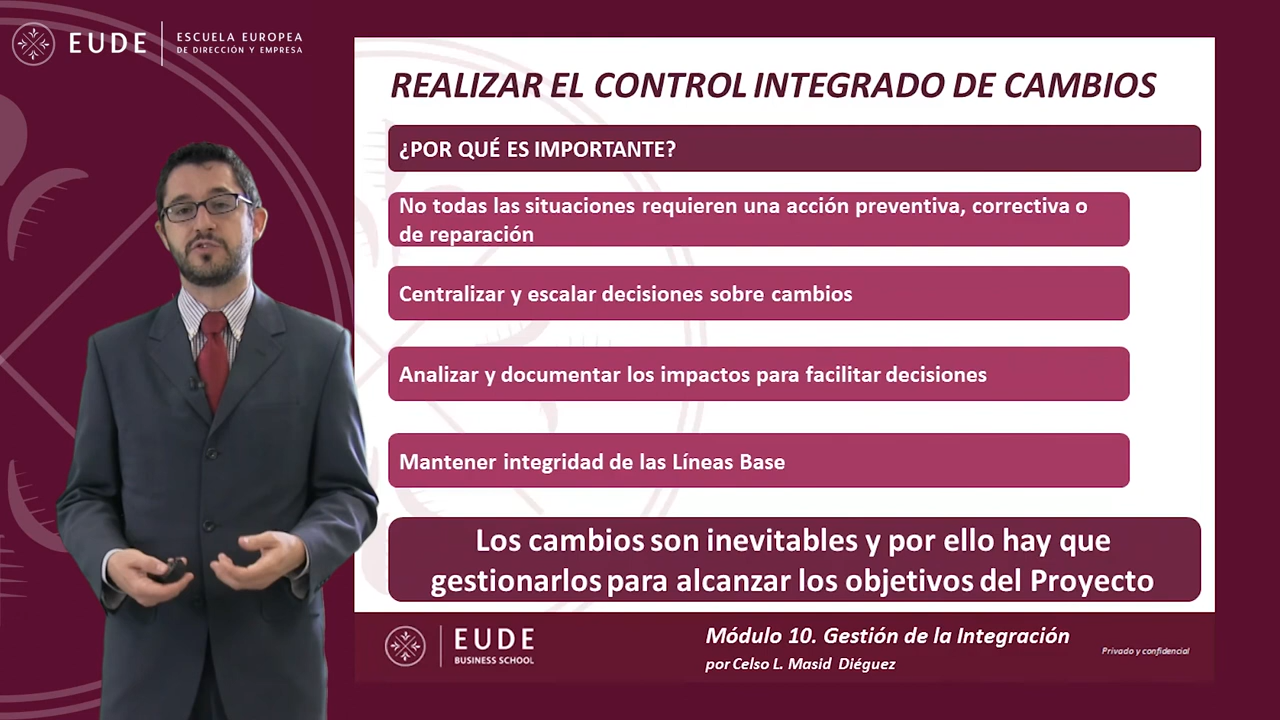 EUDE
ESCUELA EUROPEA
DE DIRECCIÓN Y EMPRESA
REALIZAR EL CONTROL INTEGRADO DE CAMBIOS
¿POR QUÉ ES IMPORTANTE?
No todas las situaciones requieren una acción preventiva, correctiva o
de reparación
Centralizar y escalar decisiones sobre cambios
Analizar y documentar los impactos para facilitar decisiones
Mantener integridad de las Líneas Base
Los cambios son inevitables y por ello hay que
gestionarlos para alcanzar los objetivos del Proyecto
EUDE
BUSINESS SCHOOL
Módulo 10. Gestión de la Integración
por Celso L. Masid Diéguez
Privado y confidencial